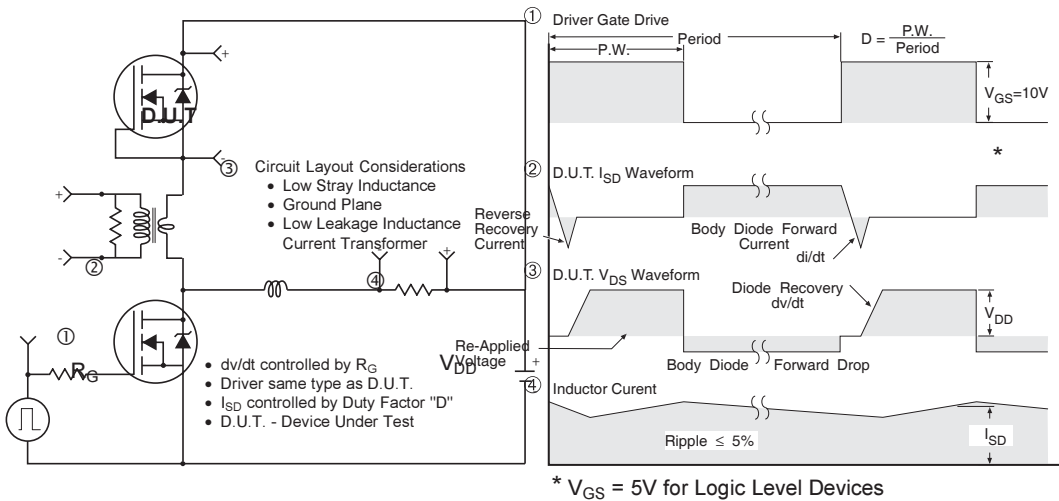 D.U.T
+
-
③
Circuit Layout Considerations
• Low Stray Inductance
• Ground Plane
• Low Leakage Inductance
Current Transformer
+
-
②
④
-
+
①
R_G
• dv/dt controlled by R_G
• Driver same type as D.U.T.
• I_SD controlled by Duty Factor "D"
• D.U.T. - Device Under Test
V_DD
+
-
① Driver Gate Drive
Period
P.W.
D = P.W. / Period
V_GS=10V
*
② D.U.T. I_SD Waveform
Reverse
Recovery
Current
Body Diode Forward
Current
di/dt
③ D.U.T. V_DS Waveform
Diode Recovery
dv/dt
V_DD
Re-Applied
Voltage
Body Diode
Forward Drop
④ Inductor Curent
Ripple ≤ 5%
I_SD
* V_GS = 5V for Logic Level Devices